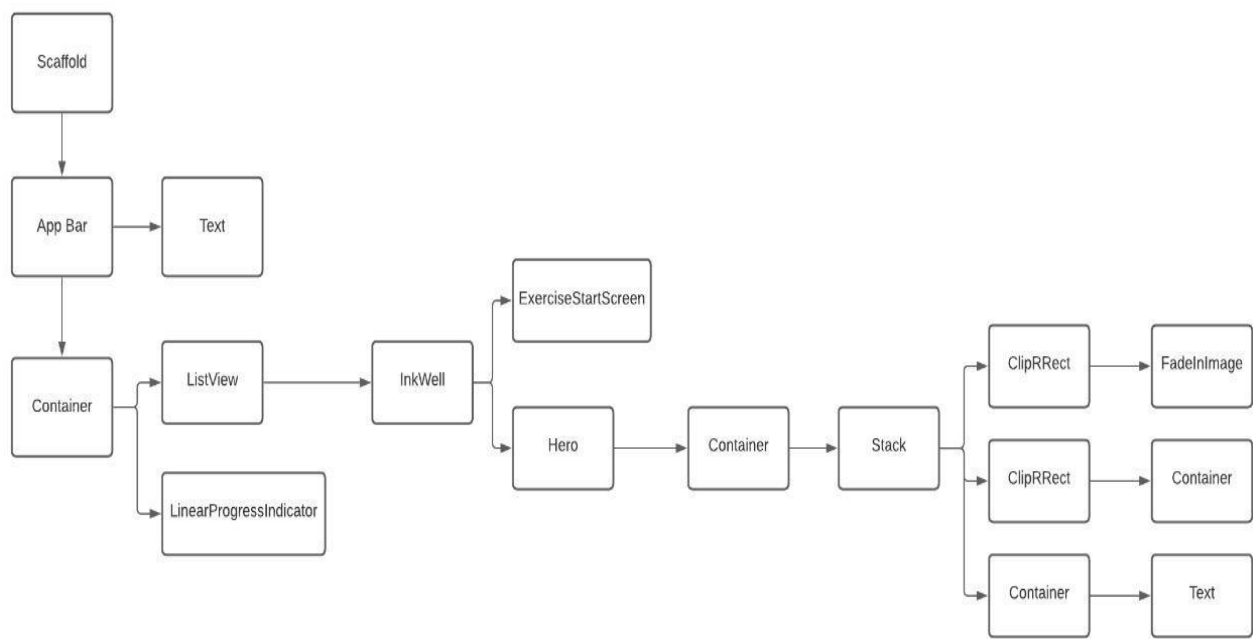 Scaffold
App Bar
Text
ExerciseStartScreen
ClipRRect
FadeInImage
ListView
InkWell
Container
Hero
Container
Stack
ClipRRect
Container
LinearProgressIndicator
Container
Text